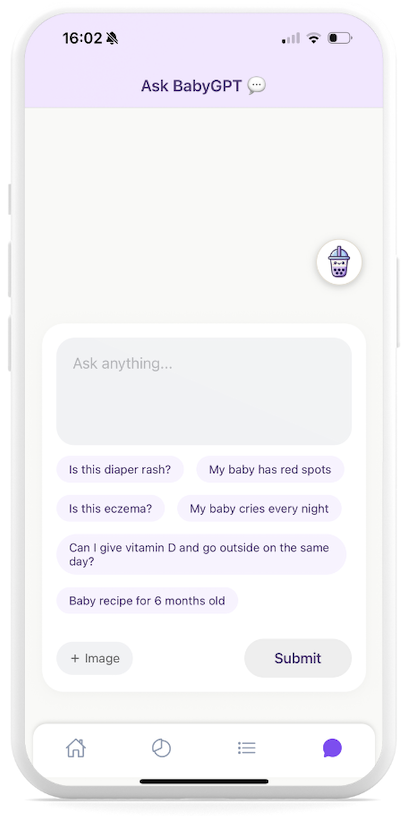 16:02
Ask BabyGPT 💬
Ask anything...
Is this diaper rash?
My baby has red spots
Is this eczema?
My baby cries every night
Can I give vitamin D and go outside on the same
day?
Baby recipe for 6 months old
+ Image
Submit